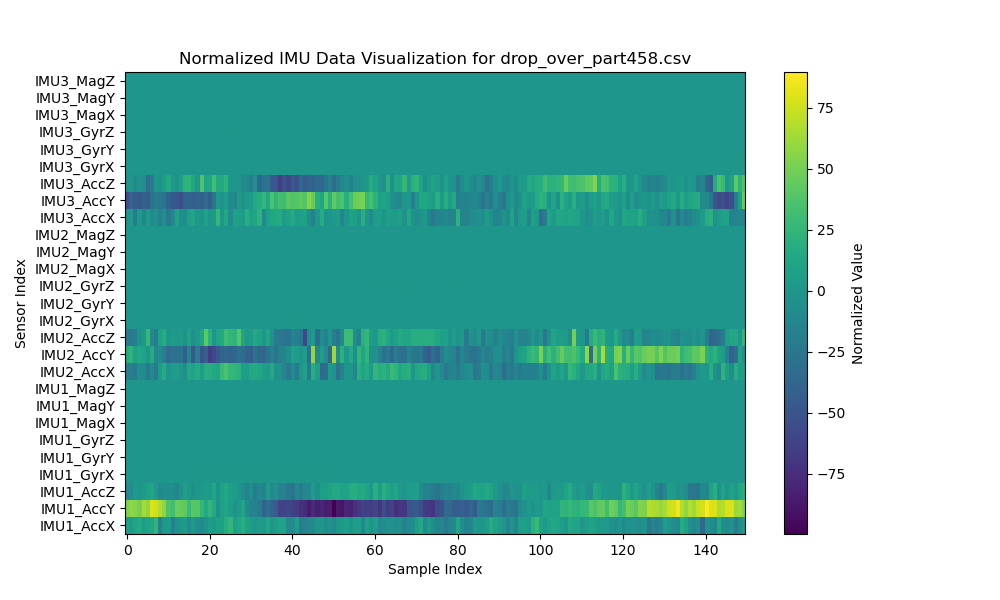 Normalized IMU Data Visualization for drop_over_part458.csv
IMU3_MagZ
IMU3_MagY
IMU3_MagX
IMU3_GyrZ
IMU3_GyrY
IMU3_GyrX
IMU3_AccZ
IMU3_AccY
IMU3_AccX
IMU2_MagZ
IMU2_MagY
IMU2_MagX
IMU2_GyrZ
IMU2_GyrY
IMU2_GyrX
IMU2_AccZ
IMU2_AccY
IMU2_AccX
IMU1_MagZ
IMU1_MagY
IMU1_MagX
IMU1_GyrZ
IMU1_GyrY
IMU1_GyrX
IMU1_AccZ
IMU1_AccY
IMU1_AccX
Sensor Index
0 20 40 60 80 100 120 140
Sample Index
75
50
25
0
−25
−50
−75
Normalized Value